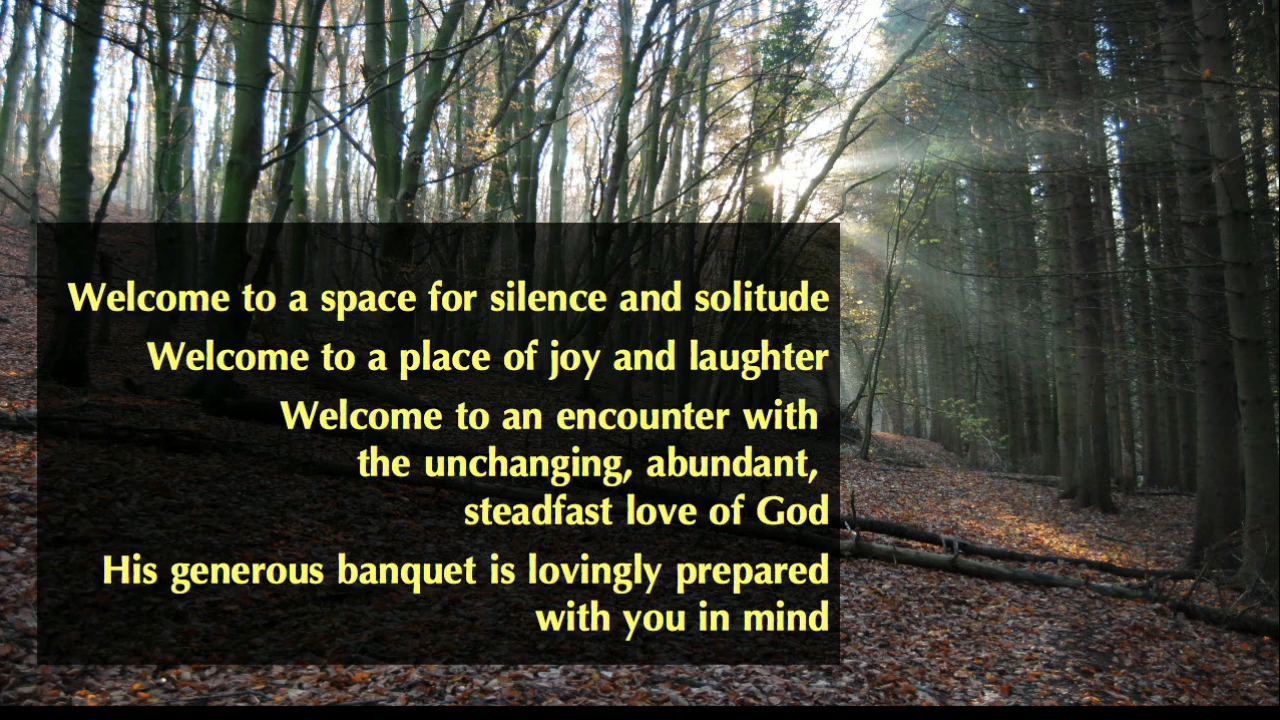 Welcome to a space for silence and solitude
Welcome to a place of joy and laughter
Welcome to an encounter with
the unchanging, abundant,
steadfast love of God
His generous banquet is lovingly prepared
with you in mind